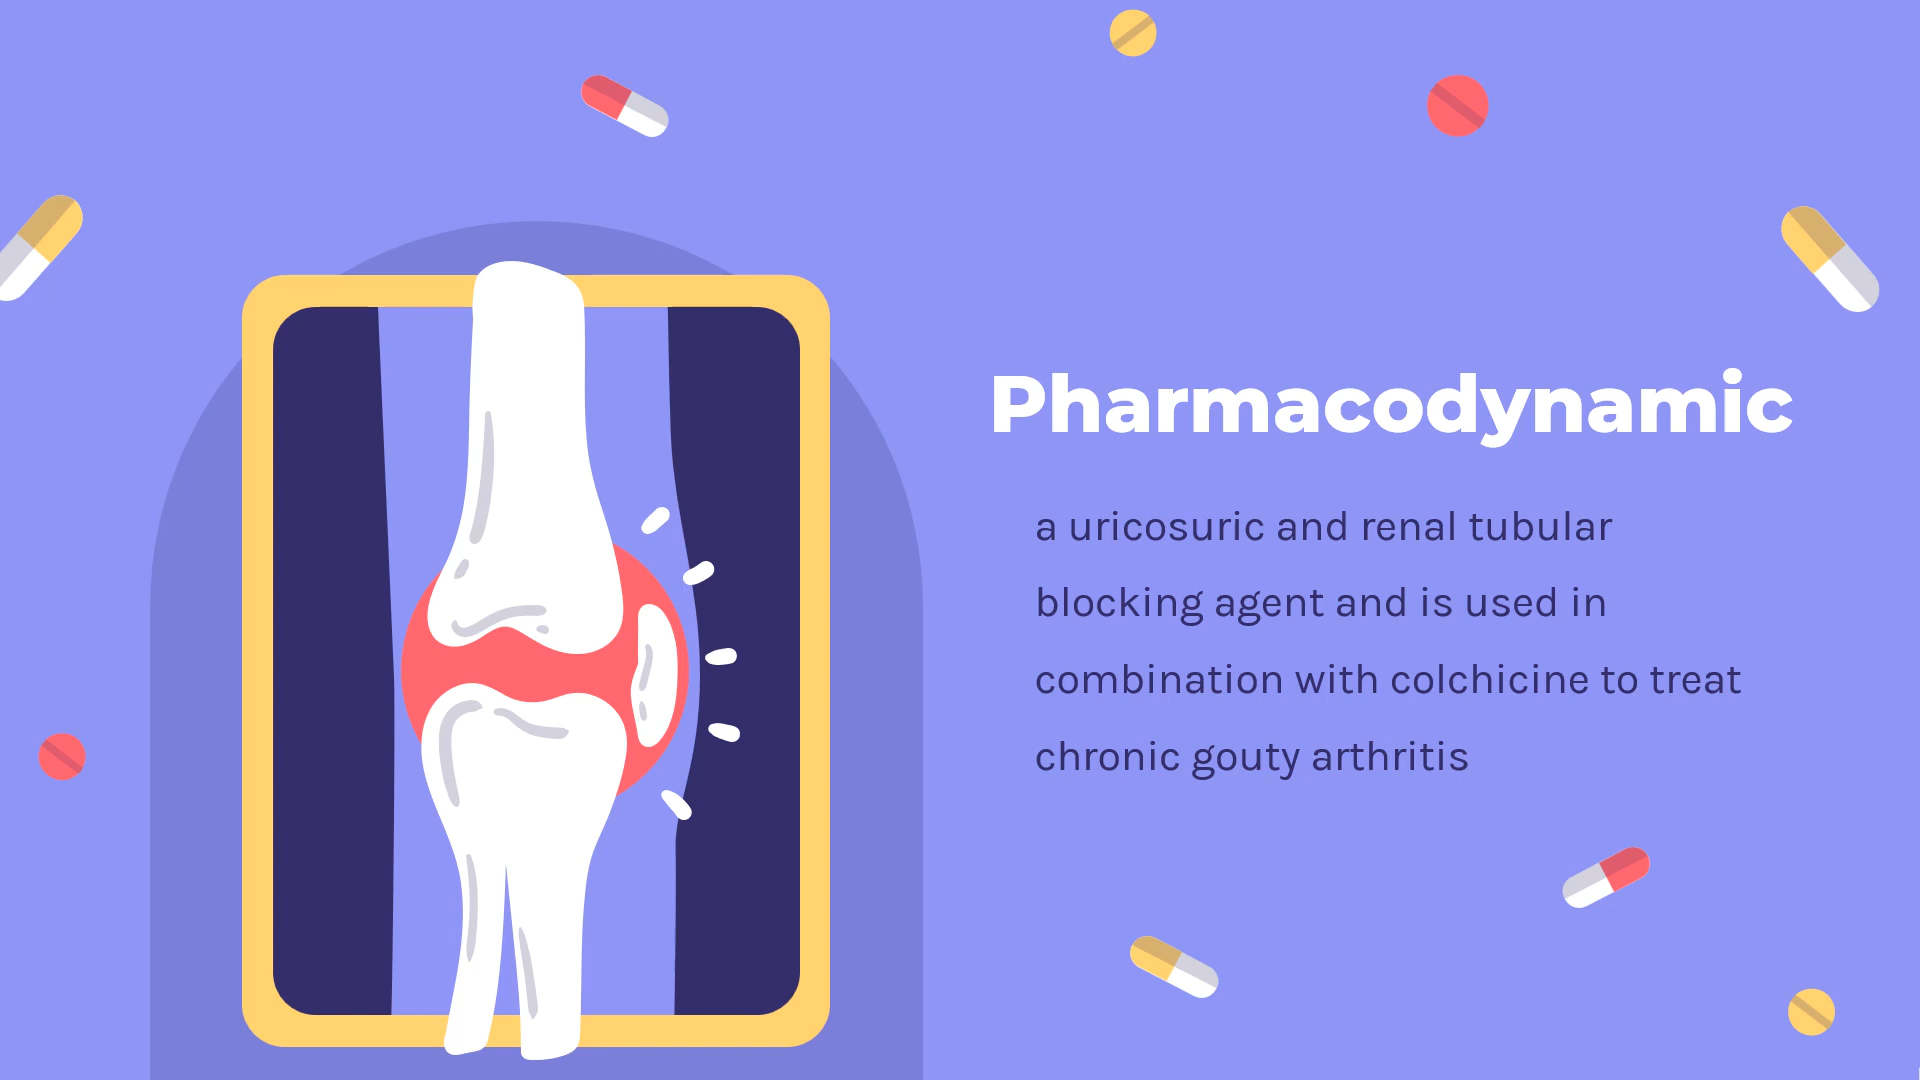 Pharmacodynamic
a uricosuric and renal tubular
blocking agent and is used in
combination with colchicine to treat
chronic gouty arthritis